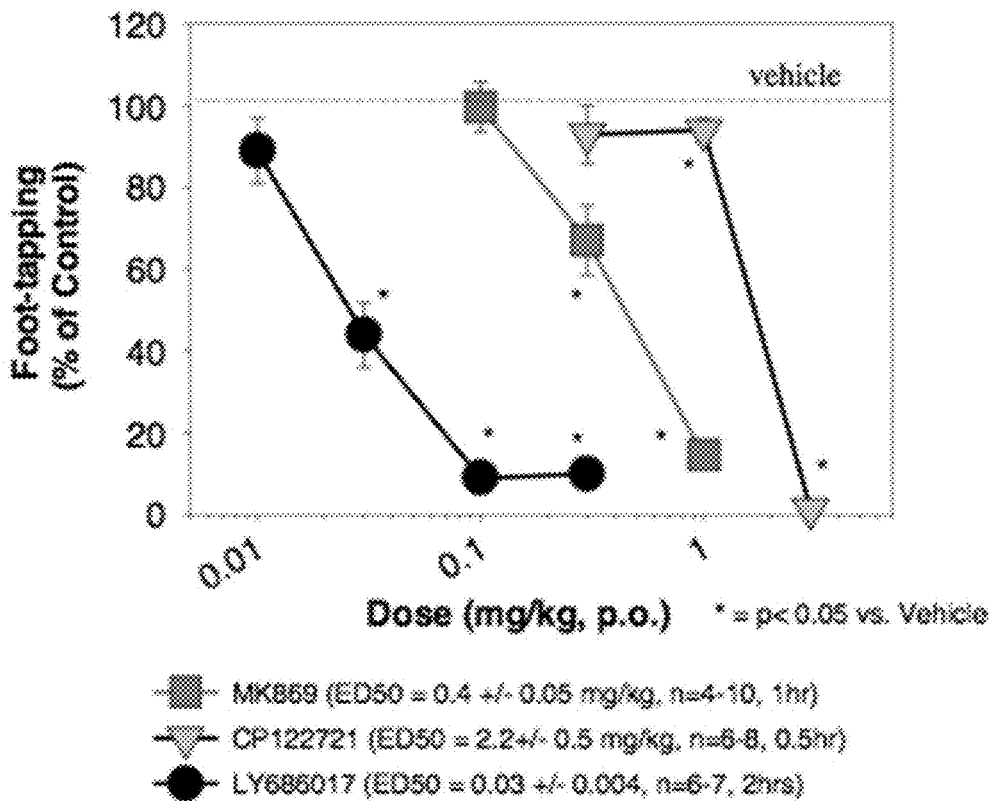 120
vehicle
100
80
60
40
20
0
Foot-tapping
(% of Control)
*
*
*
*
*
*
*
0.01
0.1
1
Dose (mg/kg, p.o.)
* = p< 0.05 vs. Vehicle
MK869 (ED50 = 0.4 +/- 0.05 mg/kg, n=4-10, 1hr)
CP122721 (ED50 = 2.2+/- 0.5 mg/kg, n=6-8, 0.5hr)
LY686017 (ED50 = 0.03 +/- 0.004, n=6-7, 2hrs)